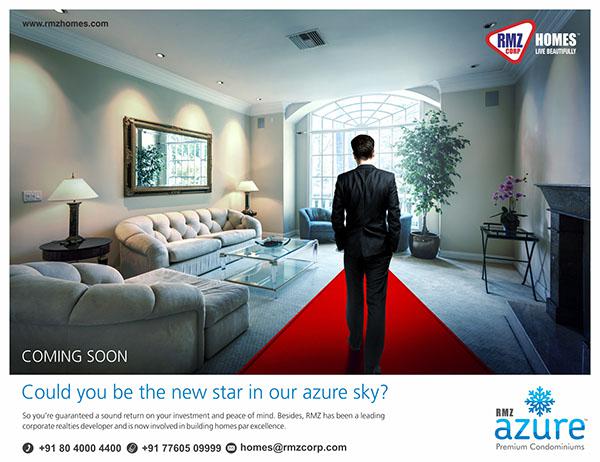 www.rmzhomes.com
RMZ
CORP
HOMES™
LIVE BEAUTIFULLY
COMING SOON
Could you be the new star in our azure sky?
So you're guaranteed a sound return on your investment and peace of mind. Besides, RMZ has been a leading
corporate realties developer and is now involved in building homes par excellence.
+91 80 4000 4400 +91 77605 09999 homes@rmzcorp.com
RMZ
azure™
Premium Condominiums